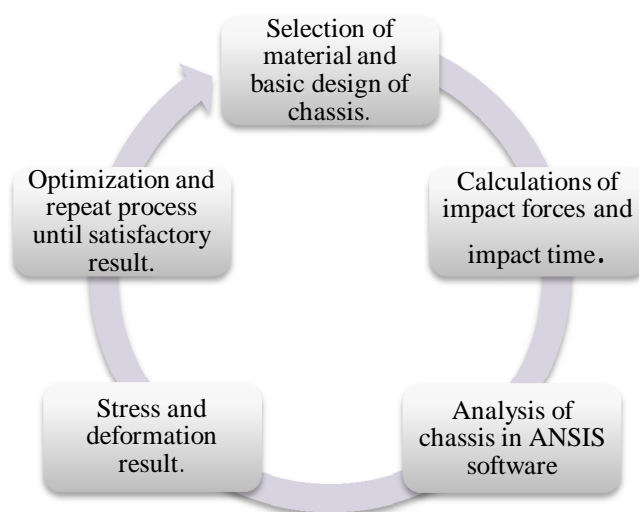 Selection of
material and
basic design of
chassis.
Calculations of
impact forces and
impact time.
Analysis of
chassis in ANSIS
software
Stress and
deformation
result.
Optimization and
repeat process
until satisfactory
result.